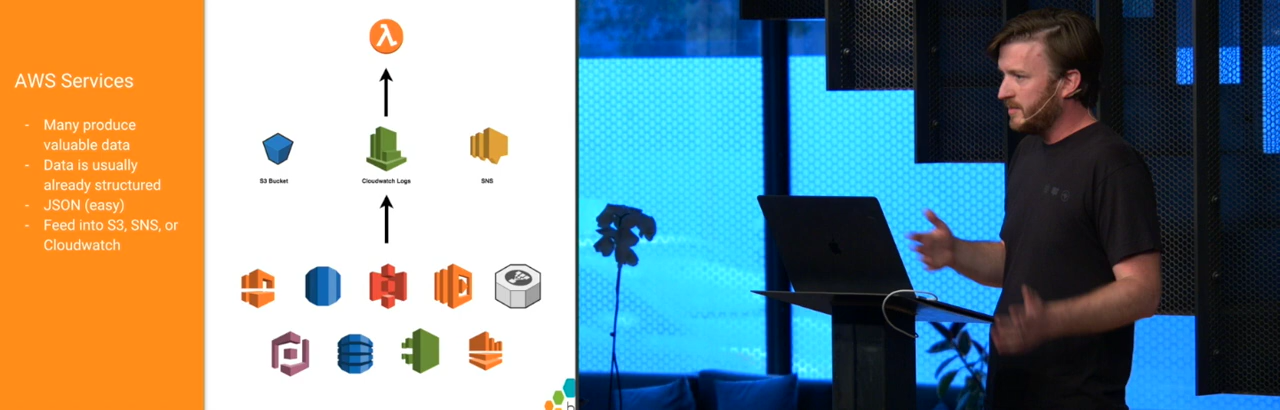 AWS Services
- Many produce
valuable data
- Data is usually
already structured
- JSON (easy)
- Feed into S3, SNS, or
Cloudwatch
λ
S3 Bucket
Cloudwatch Logs
SNS